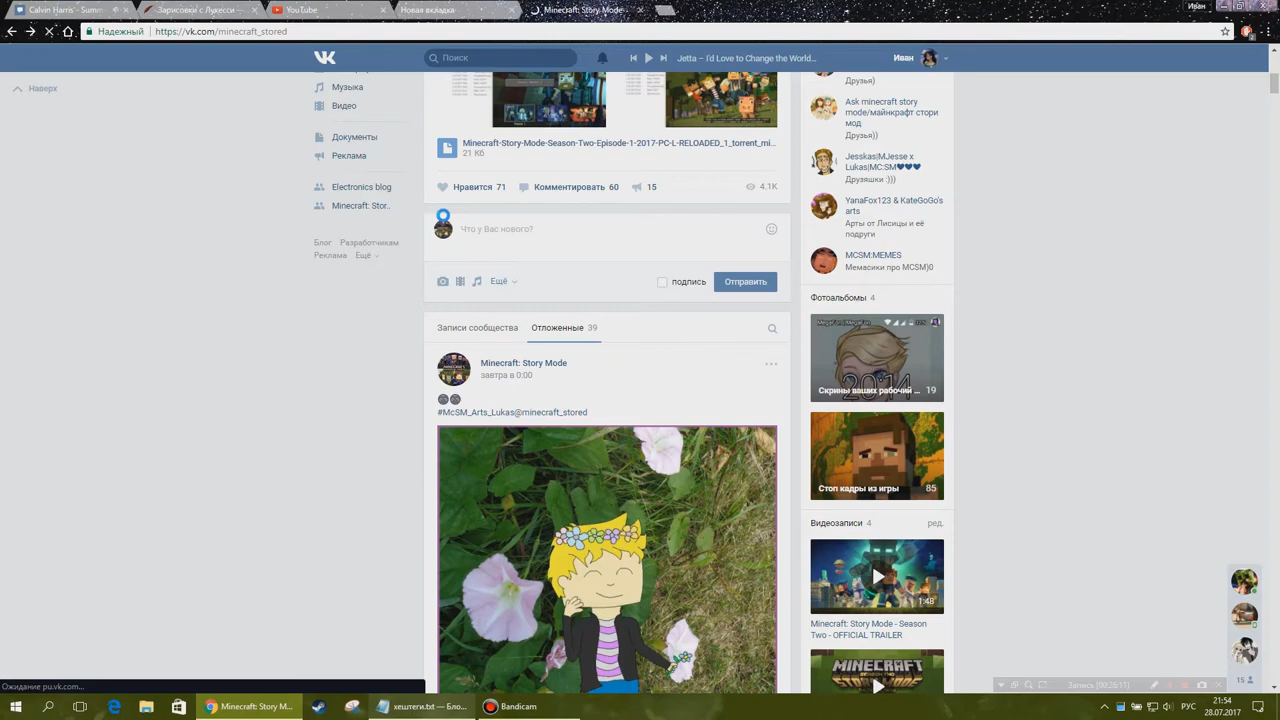 Calvin Harris - Summ
Зарисовки с Лукесси -
YouTube
Новая вкладка
Minecraft: Story Mode
Иван
Надежный
https://vk.com/minecraft_stored
Поиск
Jetta – I'd Love to Change the World...
Иван
Наверх
Музыка
Видео
Документы
Реклама
Electronics blog
Minecraft: Stor..
Блог Разработчикам
Реклама Ещё
Minecraft-Story-Mode-Season-Two-Episode-1-2017-PC-L-RELOADED_1_torrent_mi...
21 Кб
Нравится 71
Комментировать 60
15
4.1K
Что у Вас нового?
Ещё
подпись
Отправить
Записи сообщества
Отложенные 39
Minecraft: Story Mode
завтра в 0:00
#McSM_Arts_Lukas@minecraft_stored
Друзья)
Ask minecraft story
mode/майнкрафт стори
мод
Друзья))
Jesskas|MJesse x
Lukas|MC:SM❤❤❤
Друзяшки :)))
YanaFox123 & KateGoGo's
arts
Арты от Лисицы и её
подруги
MCSM:MEMES
Мемасики про MCSM)0
Фотоальбомы 4
2014
Скрины ваших рабочий ... 19
Стоп кадры из игры 85
Видеозаписи 4
ред.
1:48
Minecraft: Story Mode - Season
Two - OFFICIAL TRAILER
MINECRAFT
15
Запись [00:26:11]
Ожидание pu.vk.com...
Minecraft: Story M...
хештеги.txt — Бло...
Bandicam
РУС
21:54
28.07.2017